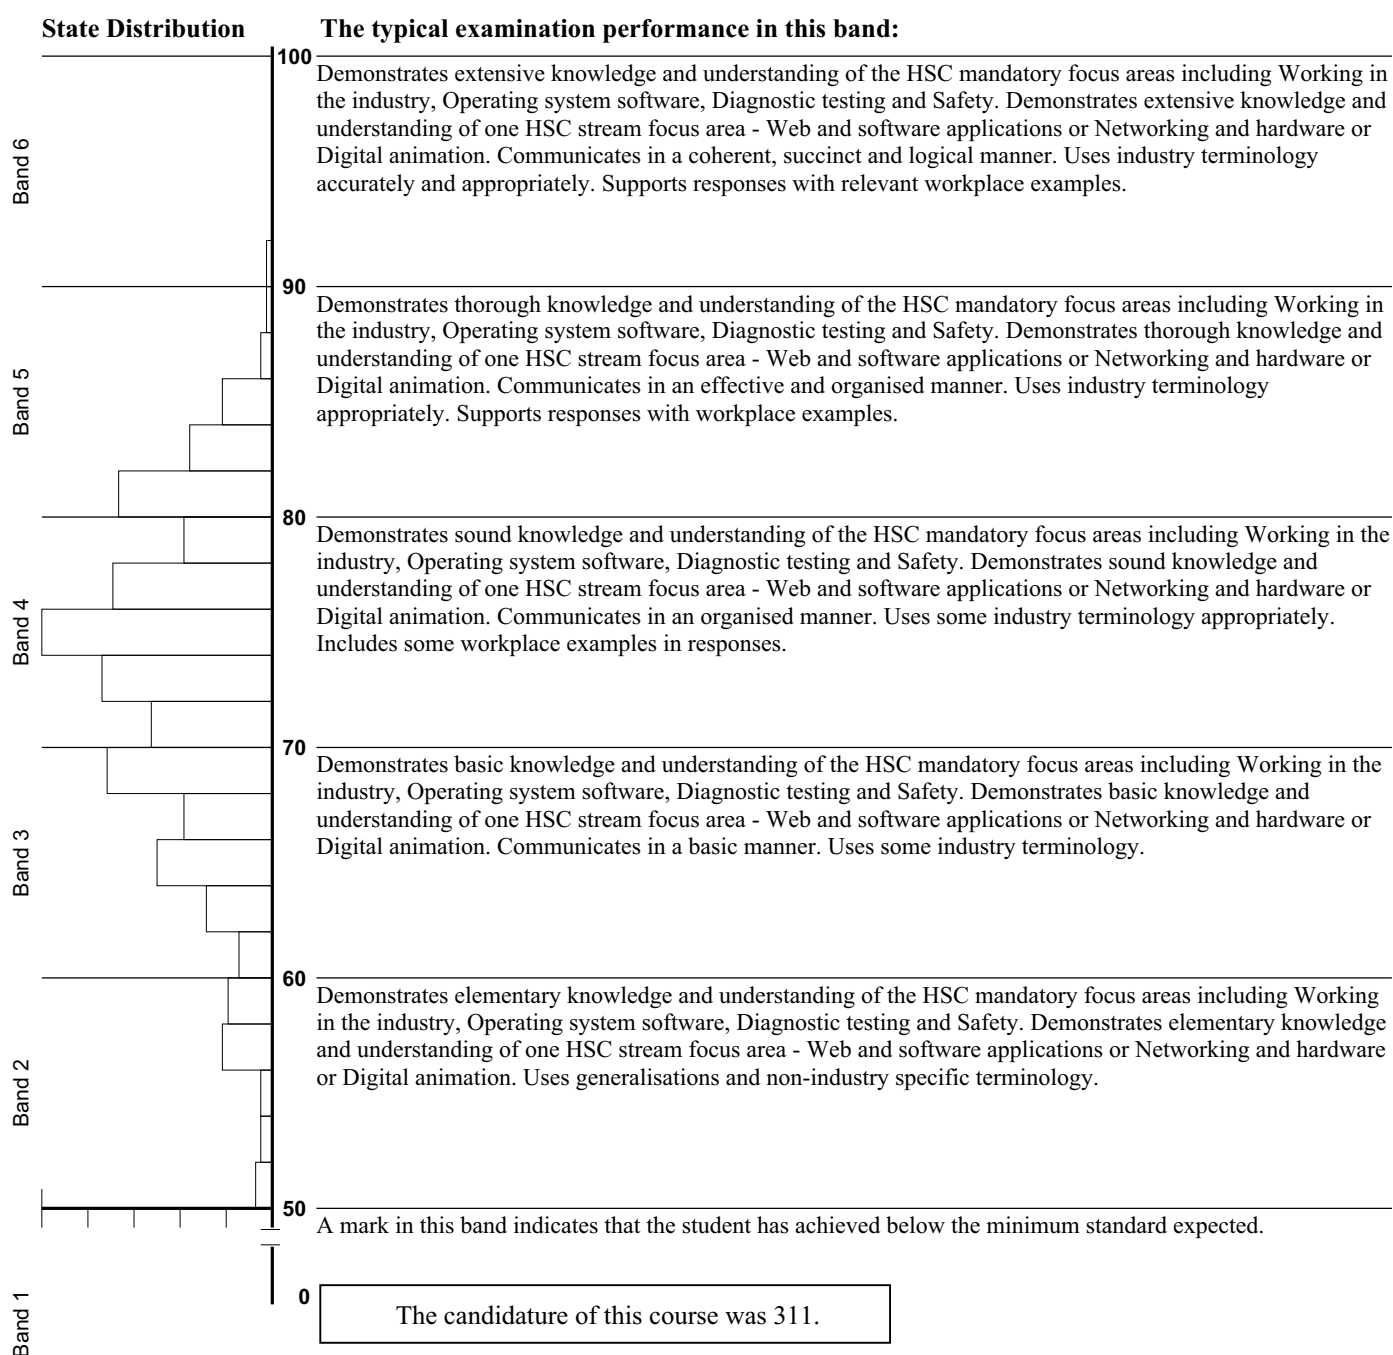 State Distribution
The typical examination performance in this band:
100
Demonstrates extensive knowledge and understanding of the HSC mandatory focus areas including Working in
the industry, Operating system software, Diagnostic testing and Safety. Demonstrates extensive knowledge and
understanding of one HSC stream focus area - Web and software applications or Networking and hardware or
Digital animation. Communicates in a coherent, succinct and logical manner. Uses industry terminology
accurately and appropriately. Supports responses with relevant workplace examples.
Band 6
90
Demonstrates thorough knowledge and understanding of the HSC mandatory focus areas including Working in
the industry, Operating system software, Diagnostic testing and Safety. Demonstrates thorough knowledge and
understanding of one HSC stream focus area - Web and software applications or Networking and hardware or
Digital animation. Communicates in an effective and organised manner. Uses industry terminology
appropriately. Supports responses with workplace examples.
Band 5
80
Demonstrates sound knowledge and understanding of the HSC mandatory focus areas including Working in the
industry, Operating system software, Diagnostic testing and Safety. Demonstrates sound knowledge and
understanding of one HSC stream focus area - Web and software applications or Networking and hardware or
Digital animation. Communicates in an organised manner. Uses some industry terminology appropriately.
Includes some workplace examples in responses.
Band 4
70
Demonstrates basic knowledge and understanding of the HSC mandatory focus areas including Working in the
industry, Operating system software, Diagnostic testing and Safety. Demonstrates basic knowledge and
understanding of one HSC stream focus area - Web and software applications or Networking and hardware or
Digital animation. Communicates in a basic manner. Uses some industry terminology.
Band 3
60
Demonstrates elementary knowledge and understanding of the HSC mandatory focus areas including Working
in the industry, Operating system software, Diagnostic testing and Safety. Demonstrates elementary knowledge
and understanding of one HSC stream focus area - Web and software applications or Networking and hardware
or Digital animation. Uses generalisations and non-industry specific terminology.
Band 2
50
A mark in this band indicates that the student has achieved below the minimum standard expected.
0
Band 1
The candidature of this course was 311.